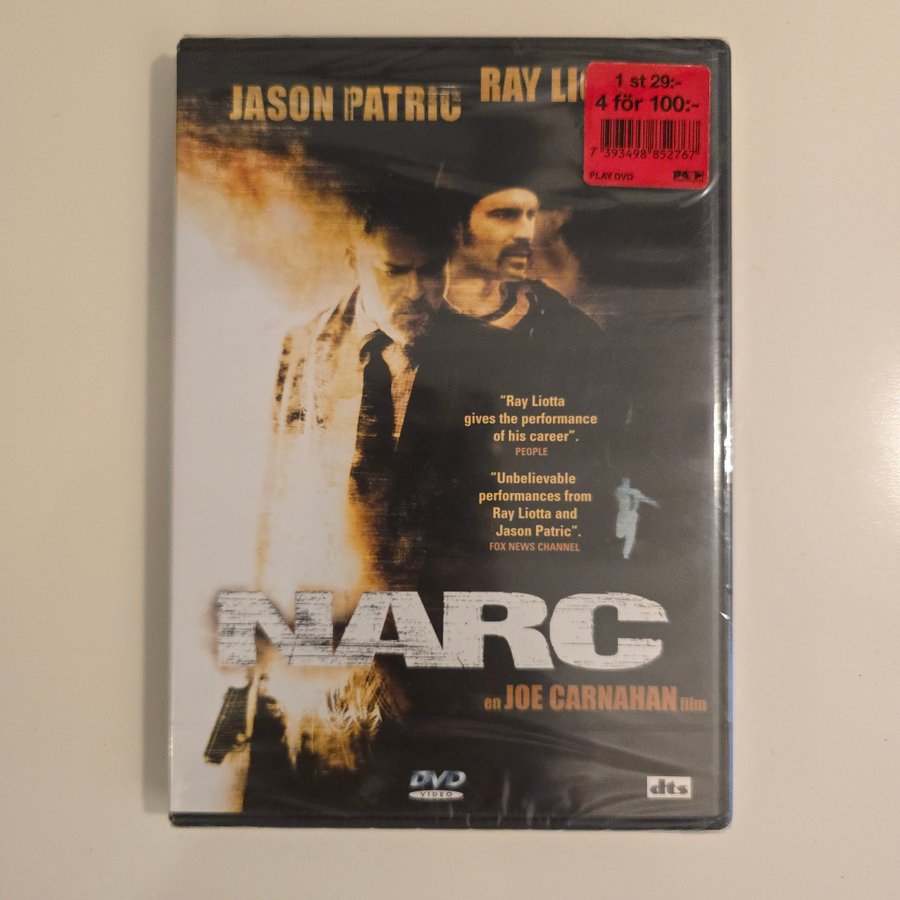 JASON PATRIC
RAY
1 st 29:-
4 för 100:-
7 393498 852767
PLAY DVD
"Ray Liotta
gives the performance
of his career".
PEOPLE
"Unbelievable
performances from
Ray Liotta and
Jason Patric".
FOX NEWS CHANNEL
NARC
en JOE CARNAHAN film
DVD
VIDEO
dts